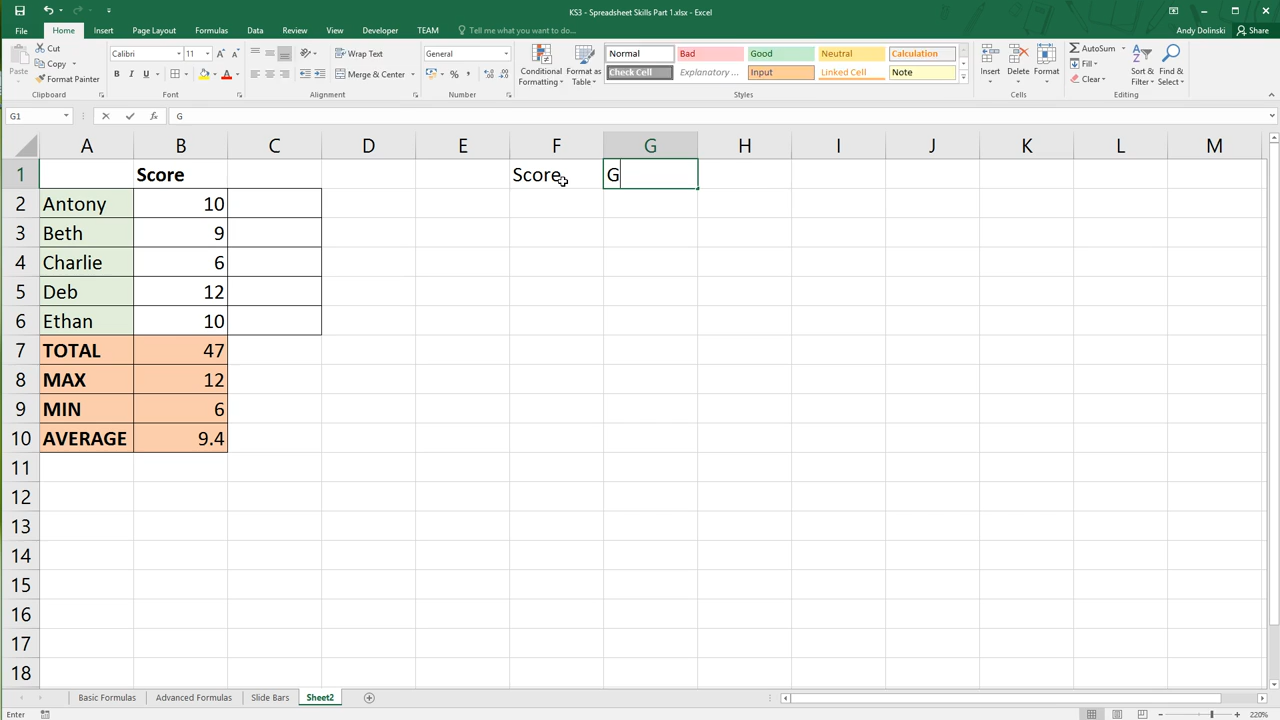 KS3 - Spreadsheet Skills Part 1.xlsx - Excel
Andy Dolinski Share
File Home Insert Page Layout Formulas Data Review View Developer TEAM Tell me what you want to do...
Paste Cut Copy Format Painter Clipboard
Calibri 11 A A B I U A Font
Wrap Text Merge & Center Alignment
General % , Number
Conditional Formatting Format as Table
Normal Bad Good Neutral Calculation
Check Cell Explanatory ... Input Linked Cell Note
Styles
Insert Delete Format Cells
AutoSum Fill Clear Sort & Filter Find & Select Editing
G1 fx G
A B C D E F G H I J K L M
1 Score Score G
2 Antony 10
3 Beth 9
4 Charlie 6
5 Deb 12
6 Ethan 10
7 TOTAL 47
8 MAX 12
9 MIN 6
10 AVERAGE 9.4
11
12
13
14
15
16
17
18
Basic Formulas Advanced Formulas Slide Bars Sheet2
Enter 220%